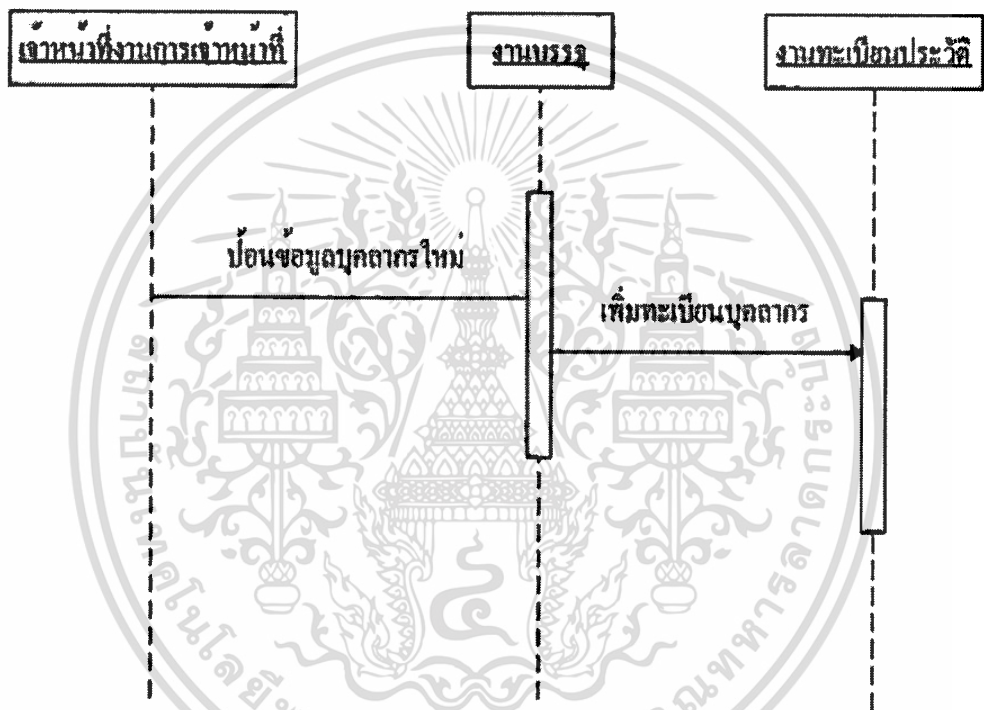 เจ้าหน้าที่งานการเจ้าหน้าที่
งานบรรจุ
งานทะเบียนประวัติ
ป้อนข้อมูลบุคลากรใหม่
เพิ่มทะเบียนบุคลากร